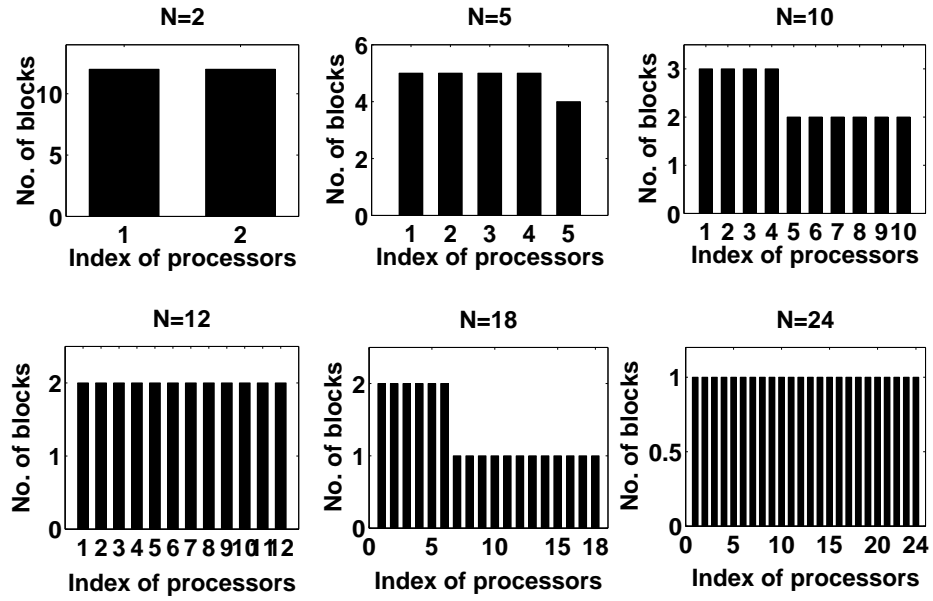 N=2
No. of blocks
10
5
0
1 2
Index of processors
N=5
No. of blocks
6
4
2
0
1 2 3 4 5
Index of processors
N=10
No. of blocks
3
2
1
0
1 2 3 4 5 6 7 8 9 10
Index of processors
N=12
No. of blocks
2
1
0
1 2 3 4 5 6 7 8 9 10 11 12
Index of processors
N=18
No. of blocks
2
1
0
0 5 10 15 18
Index of processors
N=24
No. of blocks
1
0.5
0
0 5 10 15 20 24
Index of processors